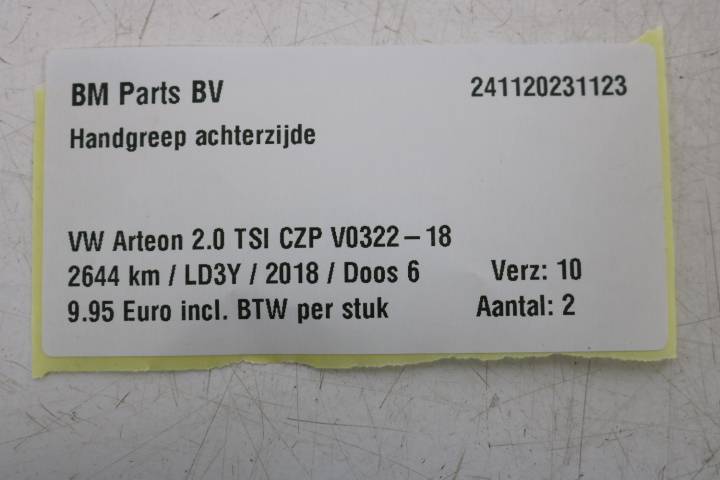 BM Parts BV 241120231123
Handgreep achterzijde
VW Arteon 2.0 TSI CZP V0322-18
2644 km / LD3Y / 2018 / Doos 6 Verz: 10
9.95 Euro incl. BTW per stuk Aantal: 2